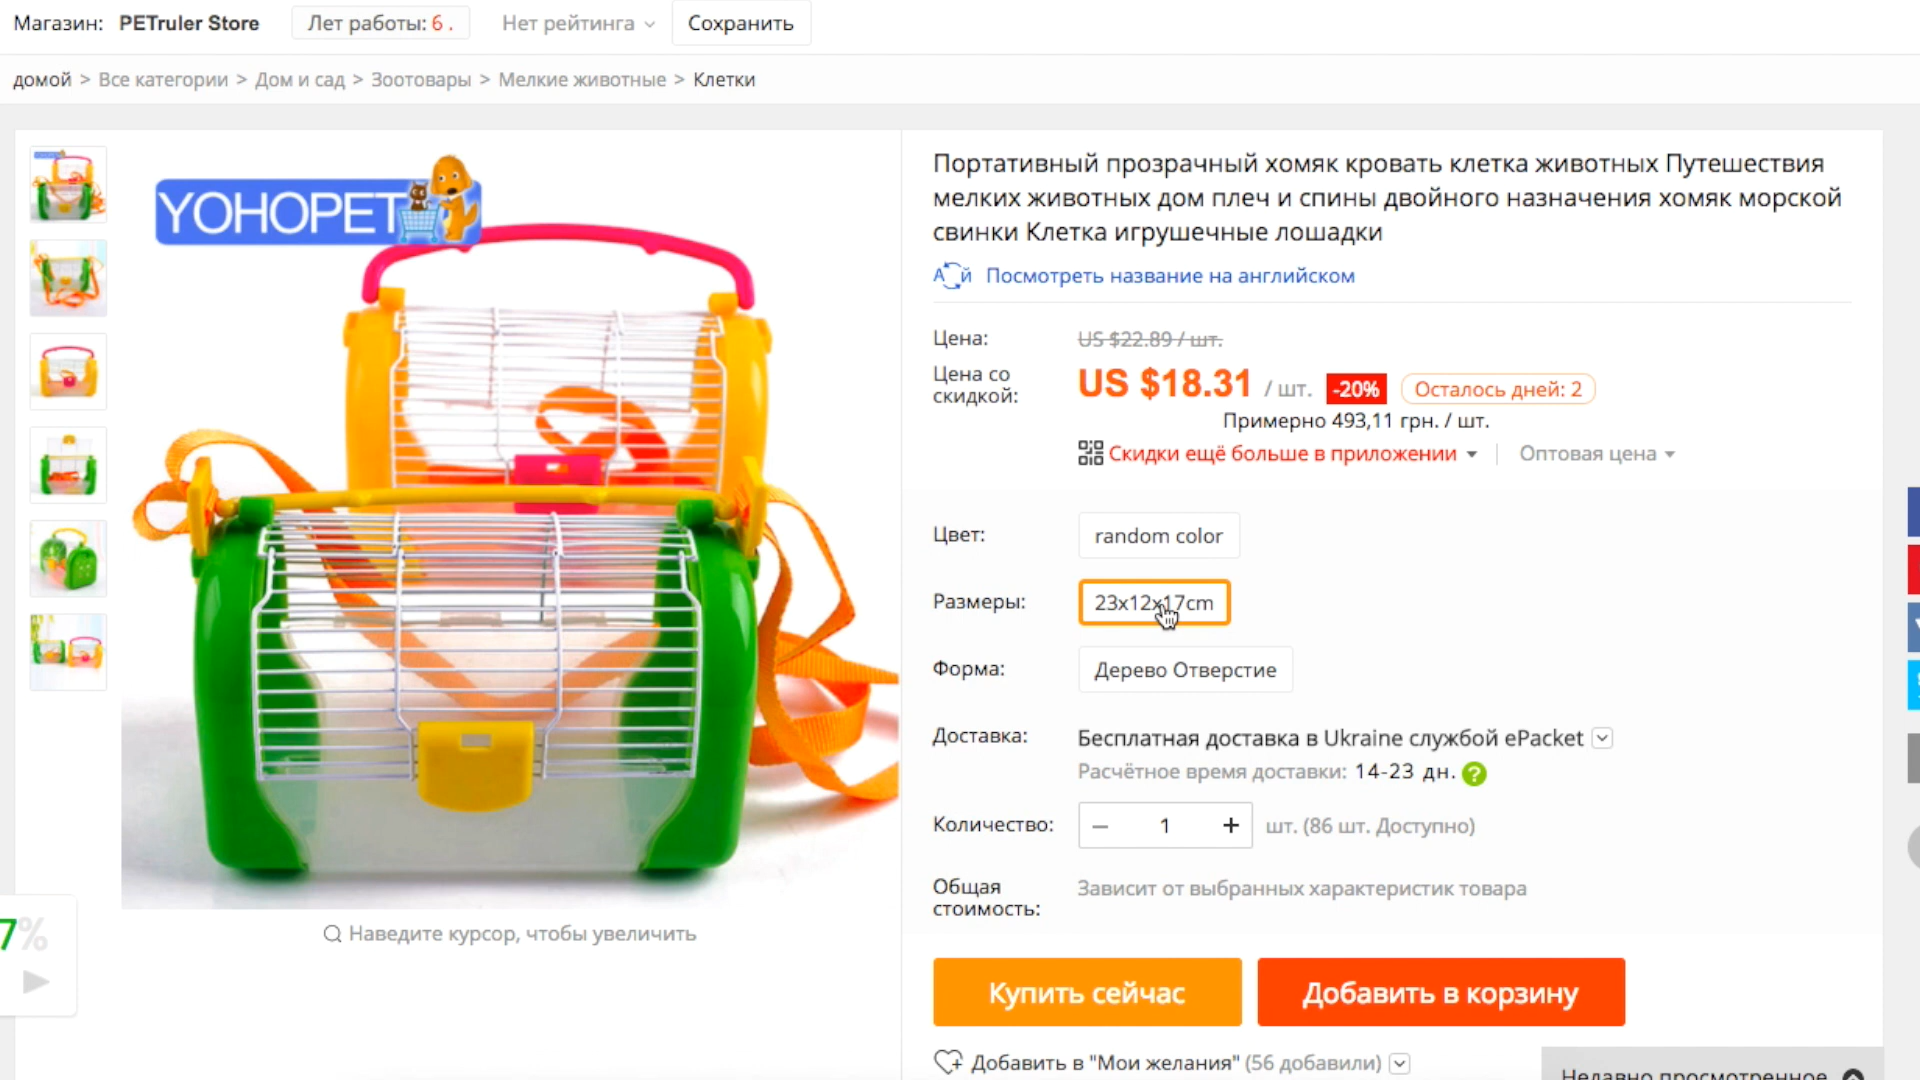 Магазин: PETruler Store Лет работы: 6 . Нет рейтинга Сохранить
домой > Все категории > Дом и сад > Зоотовары > Мелкие животные > Клетки
YOHOPET
Портативный прозрачный хомяк кровать клетка животных Путешествия
мелких животных дом плеч и спины двойного назначения хомяк морской
свинки Клетка игрушечные лошадки
Посмотреть название на английском
Цена: US $22.89 / шт.
Цена со
скидкой: US $18.31 / шт. -20% Осталось дней: 2
Примерно 493,11 грн. / шт.
Скидки ещё больше в приложении Оптовая цена
Цвет: random color
Размеры: 23x12x17cm
Форма: Дерево Отверстие
Доставка: Бесплатная доставка в Ukraine службой ePacket
Расчётное время доставки: 14-23 дн. ?
Количество: − 1 + шт. (86 шт. Доступно)
Общая
стоимость: Зависит от выбранных характеристик товара
7%
Наведите курсор, чтобы увеличить
Купить сейчас Добавить в корзину
Добавить в "Мои желания" (56 добавили)
Недавно просмотренное